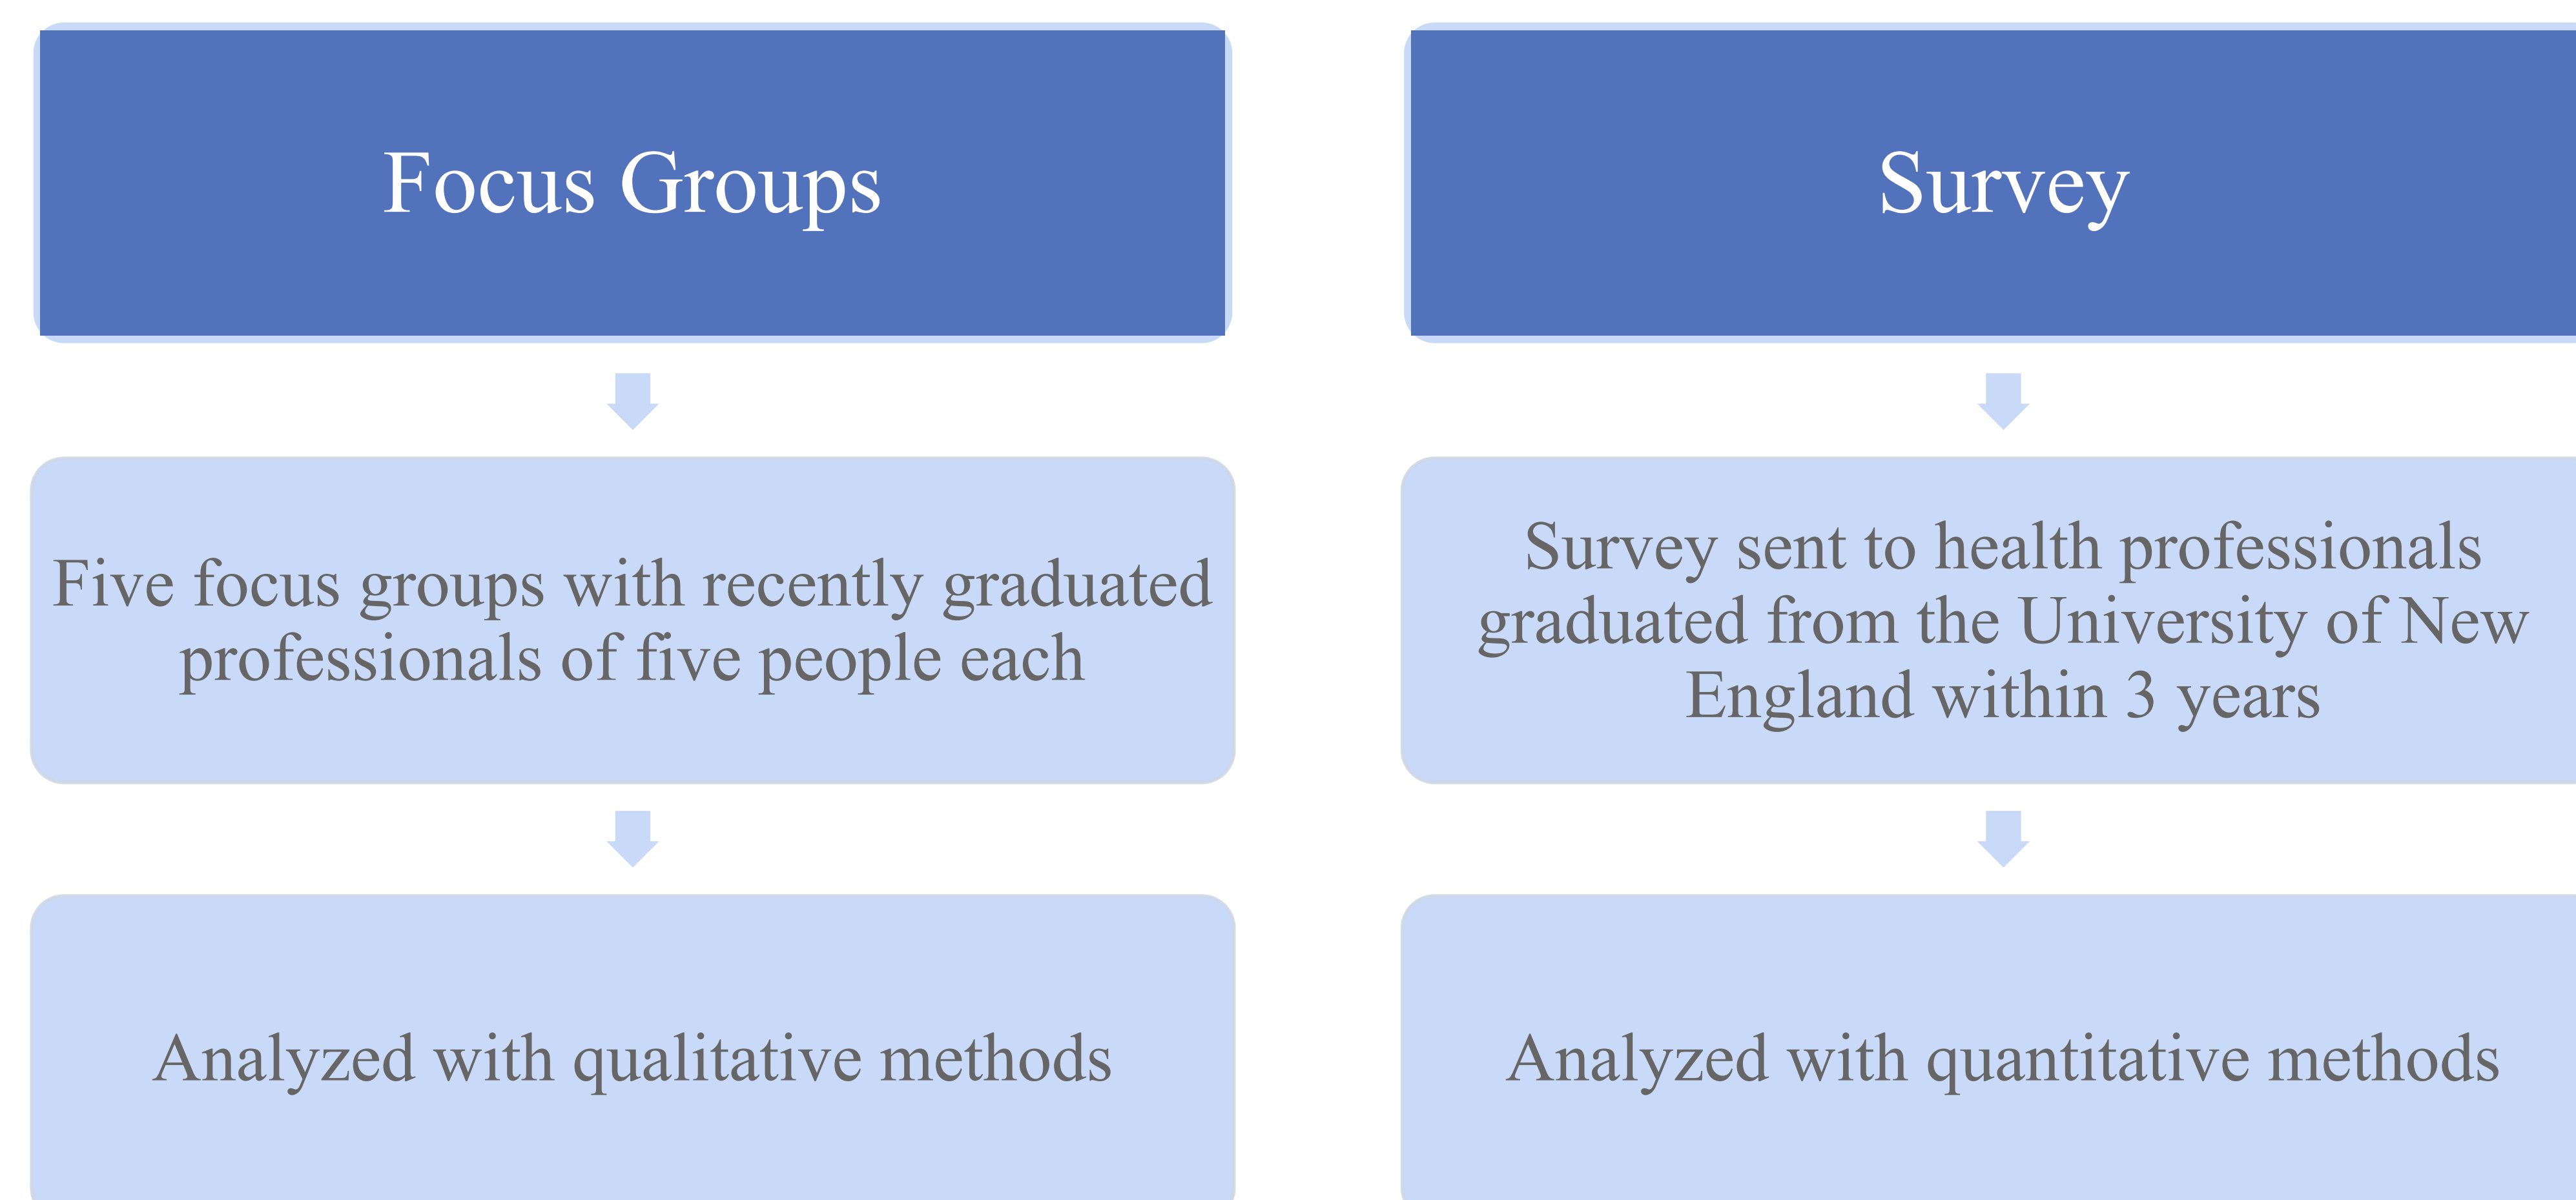 Focus Groups
Five focus groups with recently graduated
professionals of five people each
Analyzed with qualitative methods
Survey
Survey sent to health professionals
graduated from the University of New
England within 3 years
Analyzed with quantitative methods